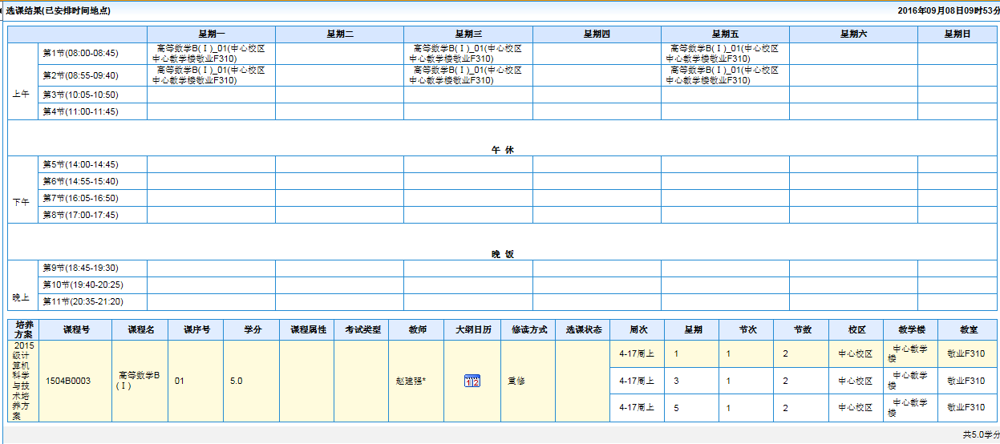 选课结果(已安排时间地点) 2016年09月08日09时53分
星期一 星期二 星期三 星期四 星期五 星期六 星期日
上午
第1节(08:00-08:45) 高等数学B(Ⅰ)_01(中心校区 高等数学B(Ⅰ)_01(中心校区 高等数学B(Ⅰ)_01(中心校区
中心教学楼敬业F310) 中心教学楼敬业F310) 中心教学楼敬业F310)
第2节(08:55-09:40) 高等数学B(Ⅰ)_01(中心校区 高等数学B(Ⅰ)_01(中心校区 高等数学B(Ⅰ)_01(中心校区
中心教学楼敬业F310) 中心教学楼敬业F310) 中心教学楼敬业F310)
第3节(10:05-10:50)
第4节(11:00-11:45)
午 休
下午
第5节(14:00-14:45)
第6节(14:55-15:40)
第7节(16:05-16:50)
第8节(17:00-17:45)
晚 饭
晚上
第9节(18:45-19:30)
第10节(19:40-20:25)
第11节(20:35-21:20)
培养
方案
课程号 课程名 课序号 学分 课程属性 考试类型 教师 大纲日历 修读方式 选课状态 周次 星期 节次 节数 校区 教学楼 教室
2015
级计
算机
科学
与技
术培
养方
案
1504B0003
高等数学B
(Ⅰ)
01 5.0 赵建强* 12 重修
4-17周上 1 1 2 中心校区 中心教学
楼
敬业F310
4-17周上 3 1 2 中心校区 中心教学
楼
敬业F310
4-17周上 5 1 2 中心校区 中心教学
楼
敬业F310
共5.0学分